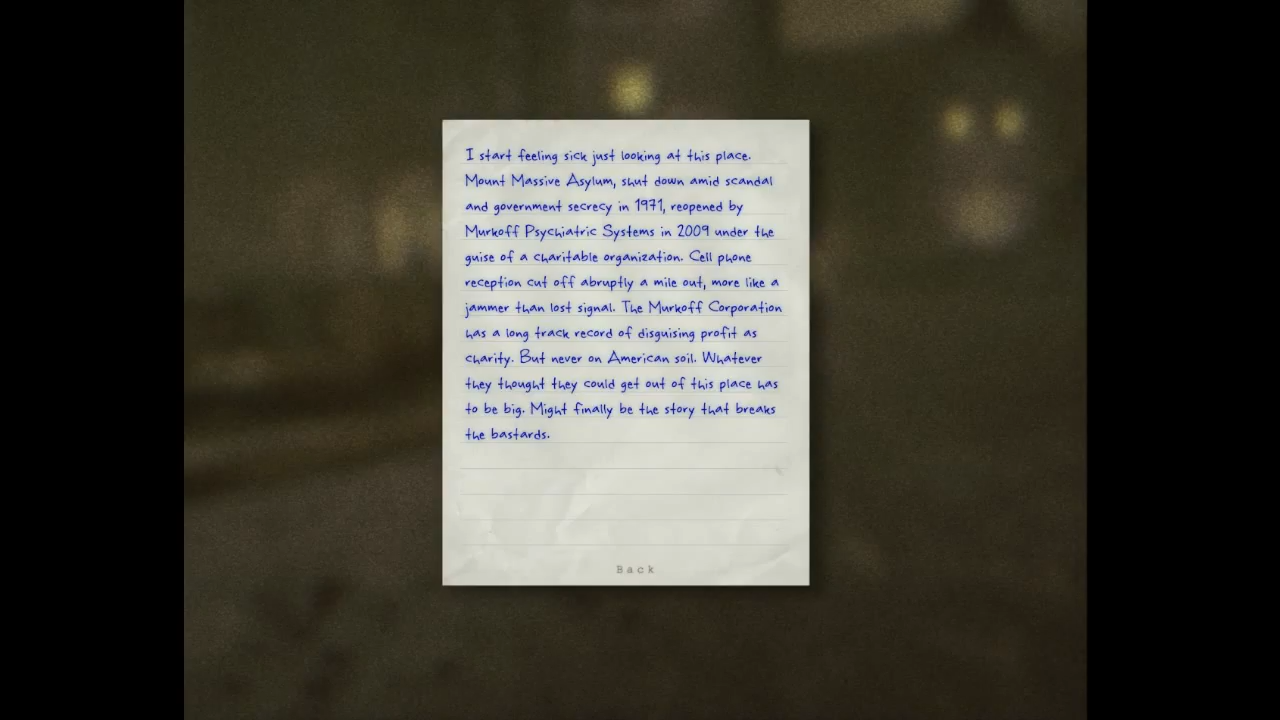 I start feeling sick just looking at this place.
Mount Massive Asylum, shut down amid scandal
and government secrecy in 1971, reopened by
Murkoff Psychiatric Systems in 2009 under the
guise of a charitable organization. Cell phone
reception cut off abruptly a mile out, more like a
jammer than lost signal. The Murkoff Corporation
has a long track record of disguising profit as
charity. But never on American soil. Whatever
they thought they could get out of this place has
to be big. Might finally be the story that breaks
the bastards.
Back